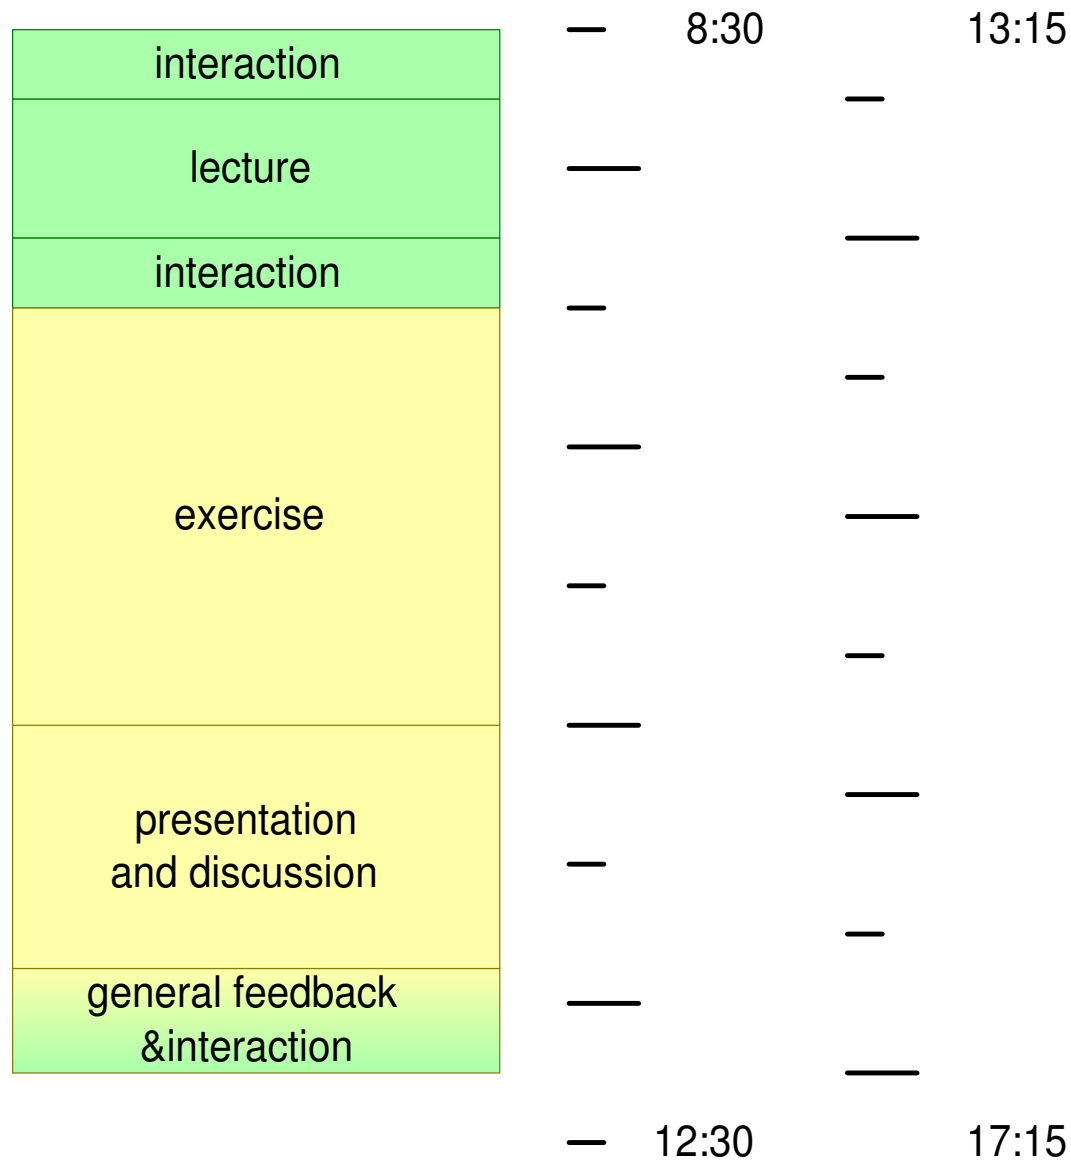 8:30
13:15
interaction
lecture
interaction
exercise
presentation
and discussion
general feedback
&interaction
12:30
17:15